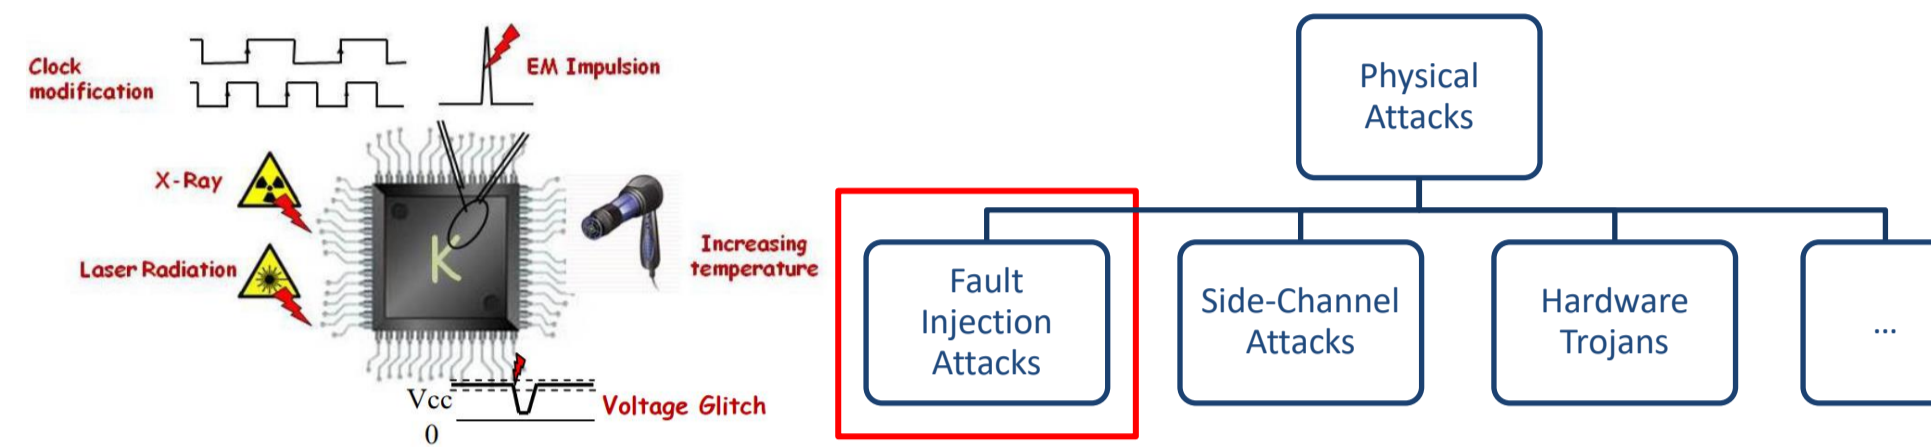 Clock
modification
EM Impulsion
X-Ray
Laser Radiation
K
Increasing
temperature
Vcc
0
Voltage Glitch
Physical
Attacks
Fault
Injection
Attacks
Side-Channel
Attacks
Hardware
Trojans
...